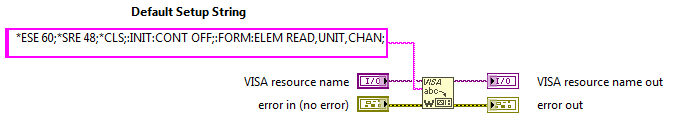 Default Setup String
*ESE 60;*SRE 48;*CLS;:INIT:CONT OFF;:FORM:ELEM READ,UNIT,CHAN;
VISA resource name
I/O
VISA
abc
W
I/O
VISA resource name out
error in (no error)
error out